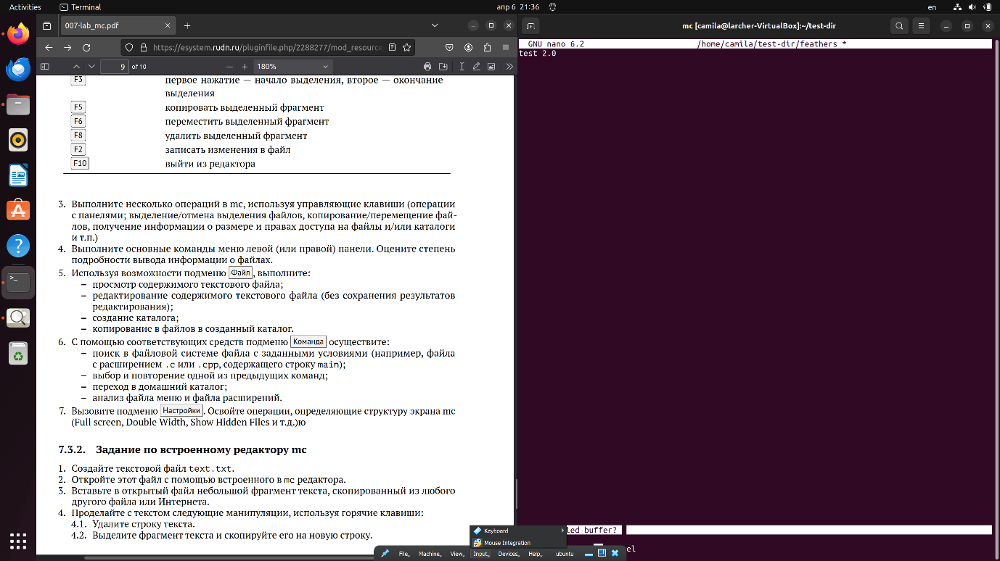 Activities
Terminal
апр 6 21:36
en
007-lab_mc.pdf
https://esystem.rudn.ru/pluginfile.php/2288277/mod_resource
9 of 10
180%
F3 первое нажатие — начало выделения, второе — окончание
выделения
F5 копировать выделенный фрагмент
F6 переместить выделенный фрагмент
F8 удалить выделенный фрагмент
F2 записать изменения в файл
F10 выйти из редактора
3. Выполните несколько операций в mc, используя управляющие клавиши (операции
с панелями; выделение/отмена выделения файлов, копирование/перемещение фай-
лов, получение информации о размере и правах доступа на файлы и/или каталоги
и т.п.)
4. Выполните основные команды меню левой (или правой) панели. Оцените степень
подробности вывода информации о файлах.
5. Используя возможности подменю Файл, выполните:
– просмотр содержимого текстового файла;
– редактирование содержимого текстового файла (без сохранения результатов
редактирования);
– создание каталога;
– копирование в файлов в созданный каталог.
6. С помощью соответствующих средств подменю Команда осуществите:
– поиск в файловой системе файла с заданными условиями (например, файла
с расширением .c или .cpp, содержащего строку main);
– выбор и повторение одной из предыдущих команд;
– переход в домашний каталог;
– анализ файла меню и файла расширений.
7. Вызовите подменю Настройки. Освойте операции, определяющие структуру экрана mc
(Full screen, Double Width, Show Hidden Files и т.д.)ю
7.3.2. Задание по встроенному редактору mc
1. Создайте текстовой файл text.txt.
2. Откройте этот файл с помощью встроенного в mc редактора.
3. Вставьте в открытый файл небольшой фрагмент текста, скопированный из любого
другого файла или Интернета.
4. Проделайте с текстом следующие манипуляции, используя горячие клавиши:
4.1. Удалите строку текста.
4.2. Выделите фрагмент текста и скопируйте его на новую строку.
mc [camila@larcher-VirtualBox]:~/test-dir
GNU nano 6.2 /home/camila/test-dir/feathers *
test 2.0
ied buffer?
el
Keyboard
Mouse Integration
File
Machine
View
Input
Devices
Help
ubuntu